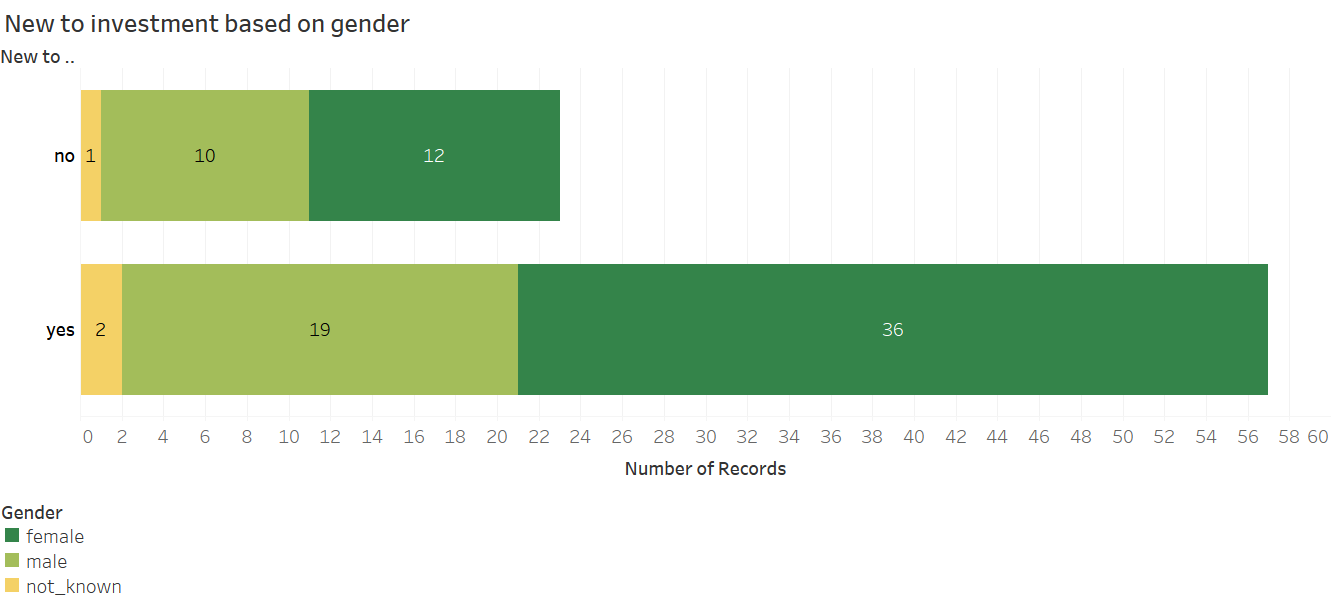 New to investment based on gender
New to ..
no 1 10 12
yes 2 19 36
0 2 4 6 8 10 12 14 16 18 20 22 24 26 28 30 32 34 36 38 40 42 44 46 48 50 52 54 56 58 60
Number of Records
Gender
female
male
not_known